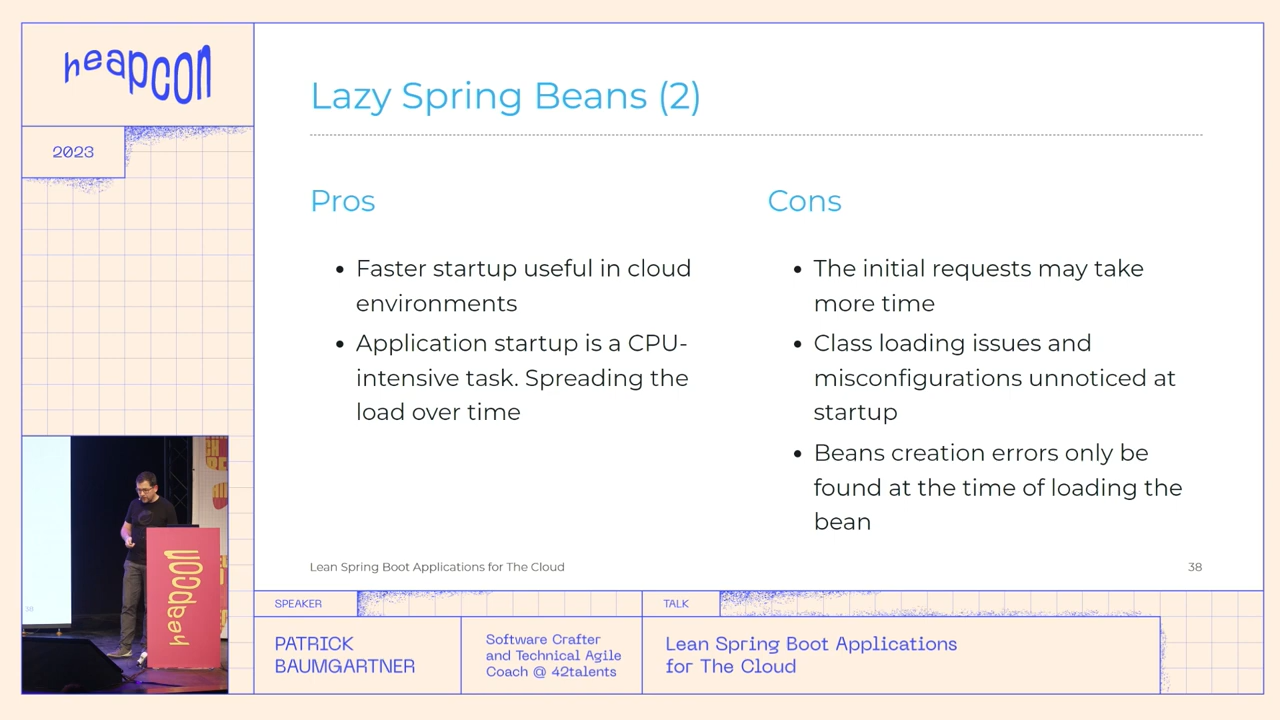 heapcon
2023
Lazy Spring Beans (2)
Pros
• Faster startup useful in cloud
environments
• Application startup is a CPU-
intensive task. Spreading the
load over time
Cons
• The initial requests may take
more time
• Class loading issues and
misconfigurations unnoticed at
startup
• Beans creation errors only be
found at the time of loading the
bean
Lean Spring Boot Applications for The Cloud
38
heapcon
38
SPEAKER
PATRICK
BAUMGARTNER
Software Crafter
and Technical Agile
Coach @ 42talents
TALK
Lean Spring Boot Applications
for The Cloud